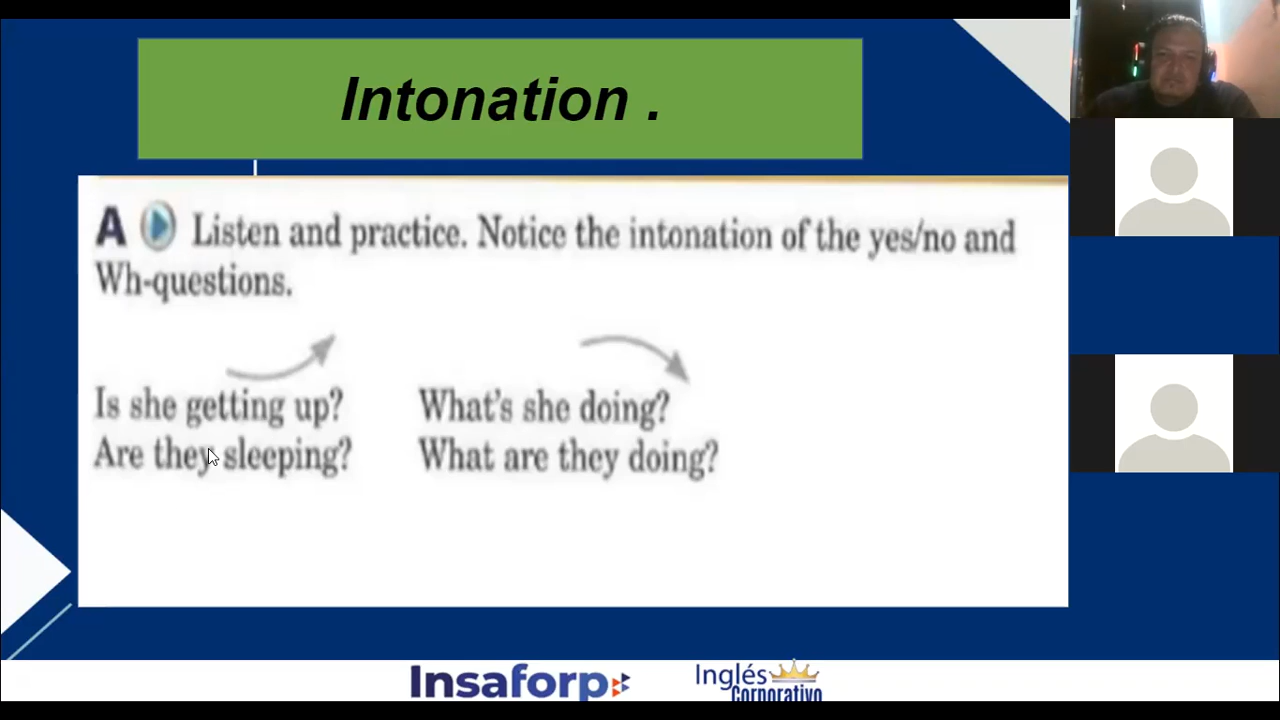 Intonation .
A Listen and practice. Notice the intonation of the yes/no and
Wh-questions.
Is she getting up? What's she doing?
Are they sleeping? What are they doing?
Insaforp Inglés
Corporativo